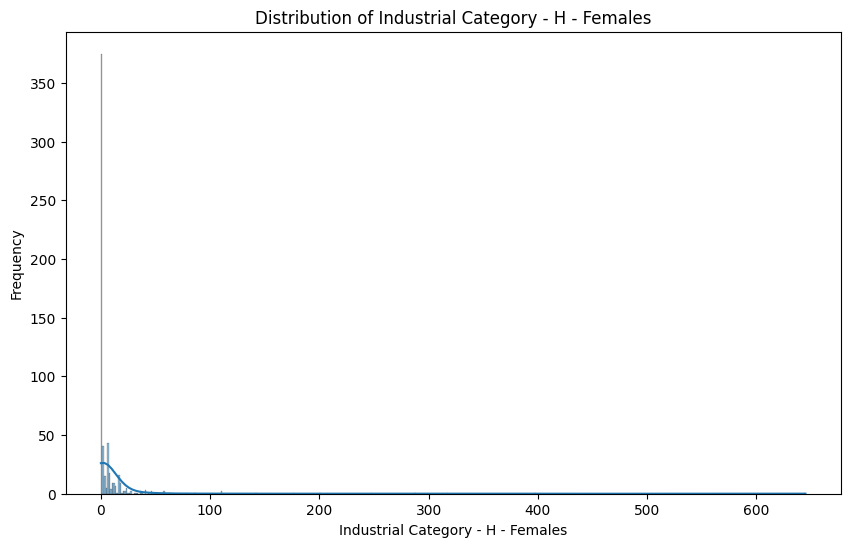 Distribution of Industrial Category - H - Females
Frequency
350
300
250
200
150
100
50
0
0 100 200 300 400 500 600
Industrial Category - H - Females